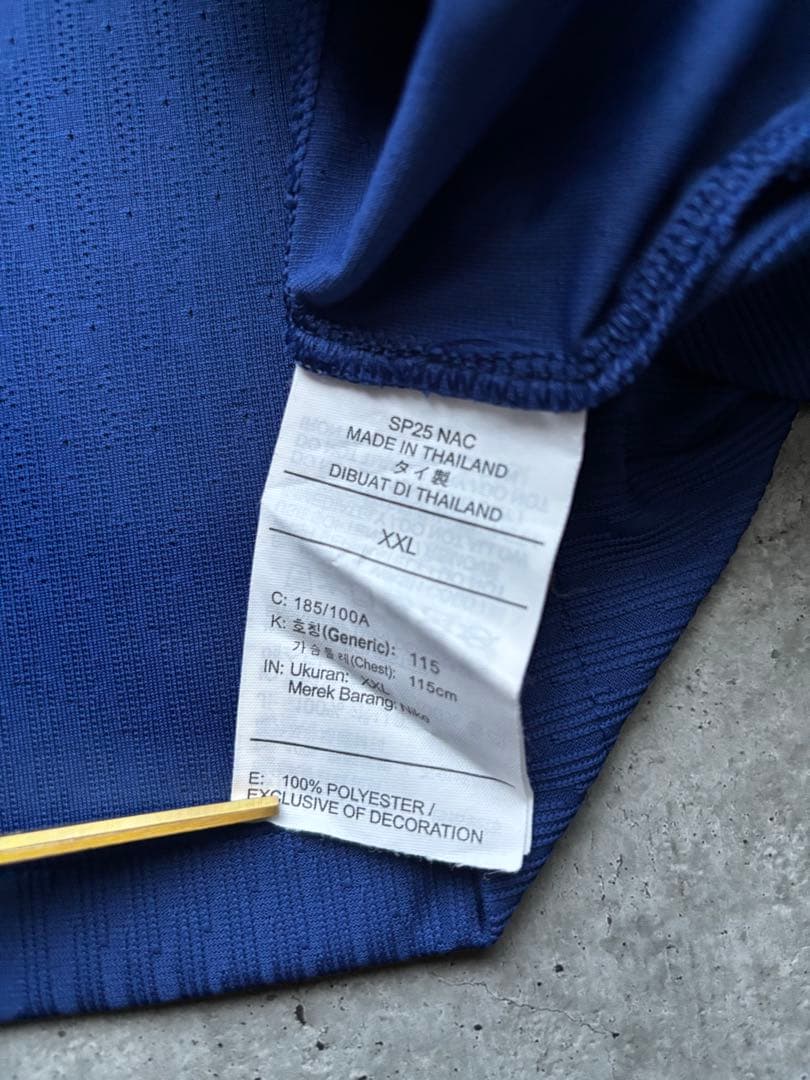 SP25 NAC
MADE IN THAILAND
タイ製
DIBUAT DI THAILAND
XXL
C: 185/100A
K: 호칭(Generic): 115
가슴둘레(Chest): 115cm
IN: Ukuran: XXL
Merek Barang: Nike
E: 100% POLYESTER /
EXCLUSIVE OF DECORATION